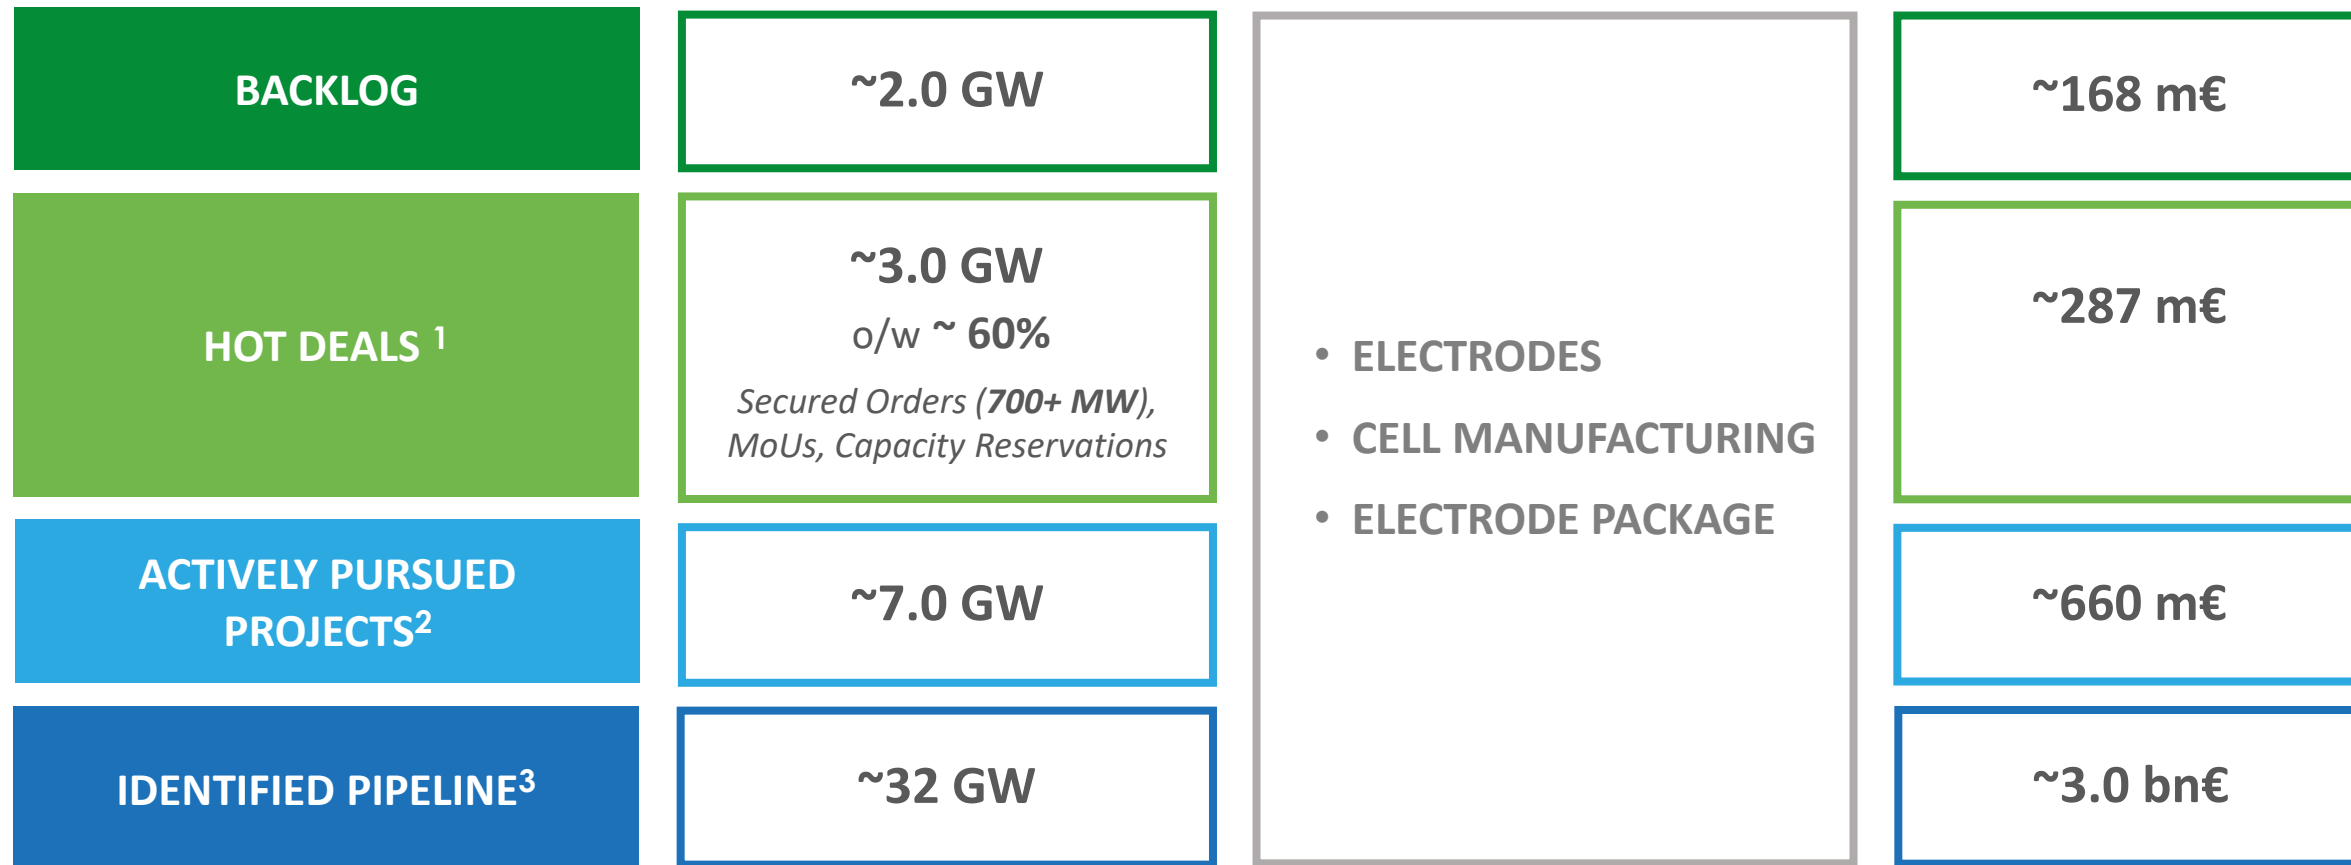 BACKLOG
~2.0 GW
~168 m€
HOT DEALS 1
~3.0 GW
o/w ~ 60%
Secured Orders (700+ MW),
MoUs, Capacity Reservations
~287 m€
• ELECTRODES
• CELL MANUFACTURING
• ELECTRODE PACKAGE
ACTIVELY PURSUED
PROJECTS2
~7.0 GW
~660 m€
IDENTIFIED PIPELINE3
~32 GW
~3.0 bn€